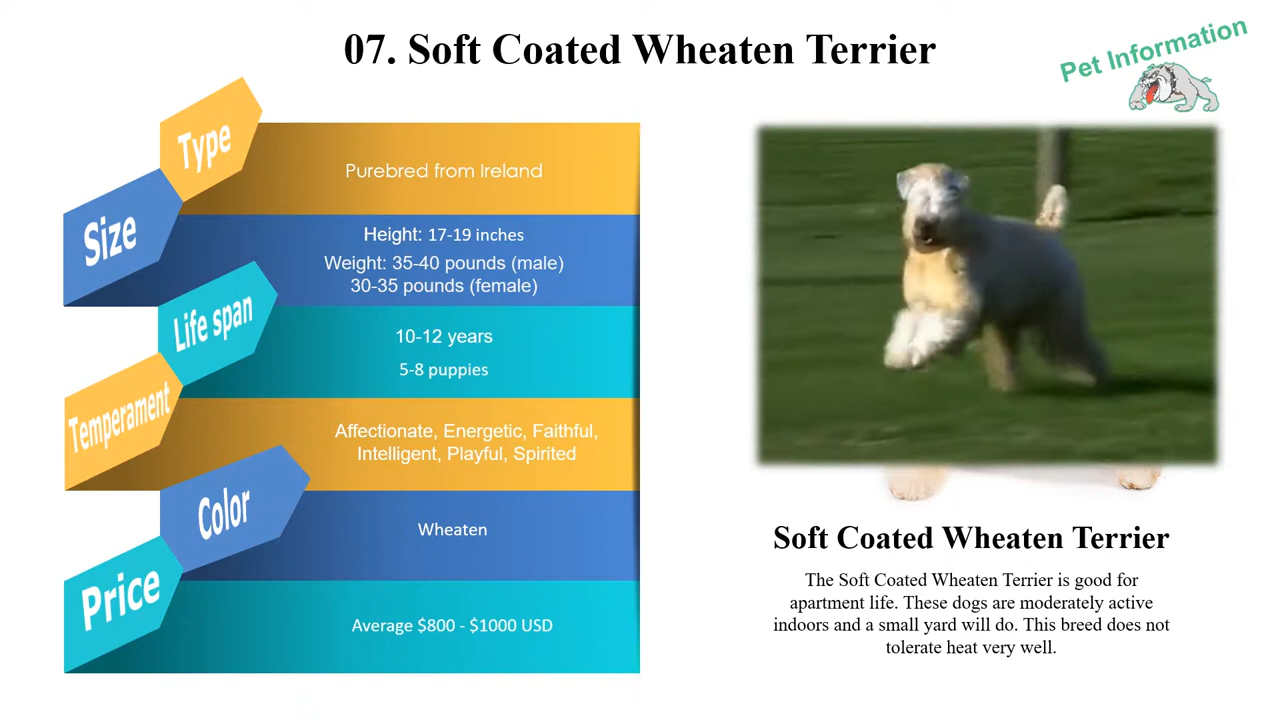 07. Soft Coated Wheaten Terrier
Pet Information
Type
Purebred from Ireland
Size
Height: 17-19 inches
Weight: 35-40 pounds (male)
30-35 pounds (female)
Life span
10-12 years
5-8 puppies
Temperament
Affectionate, Energetic, Faithful,
Intelligent, Playful, Spirited
Color
Wheaten
Price
Average $800 - $1000 USD
Soft Coated Wheaten Terrier
The Soft Coated Wheaten Terrier is good for
apartment life. These dogs are moderately active
indoors and a small yard will do. This breed does not
tolerate heat very well.